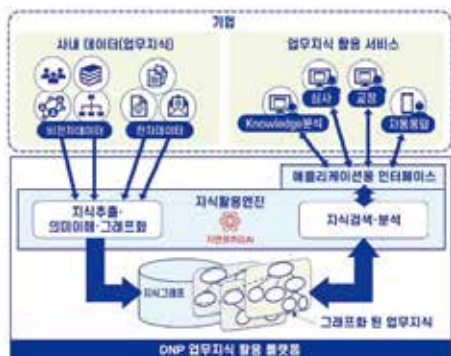 기업
사내 데이터(업무지식)
업무지식 활용 서비스
심사
교정
Knowledge분석
자동응답
비전자데이터
전자데이터
애플리케이션용 인터페이스
지식추출·
의미이해·그래프화
지식활용엔진
지식검색·분석
지식그래프
그래프화 된 업무지식
DNP 업무지식 활용 플랫폼